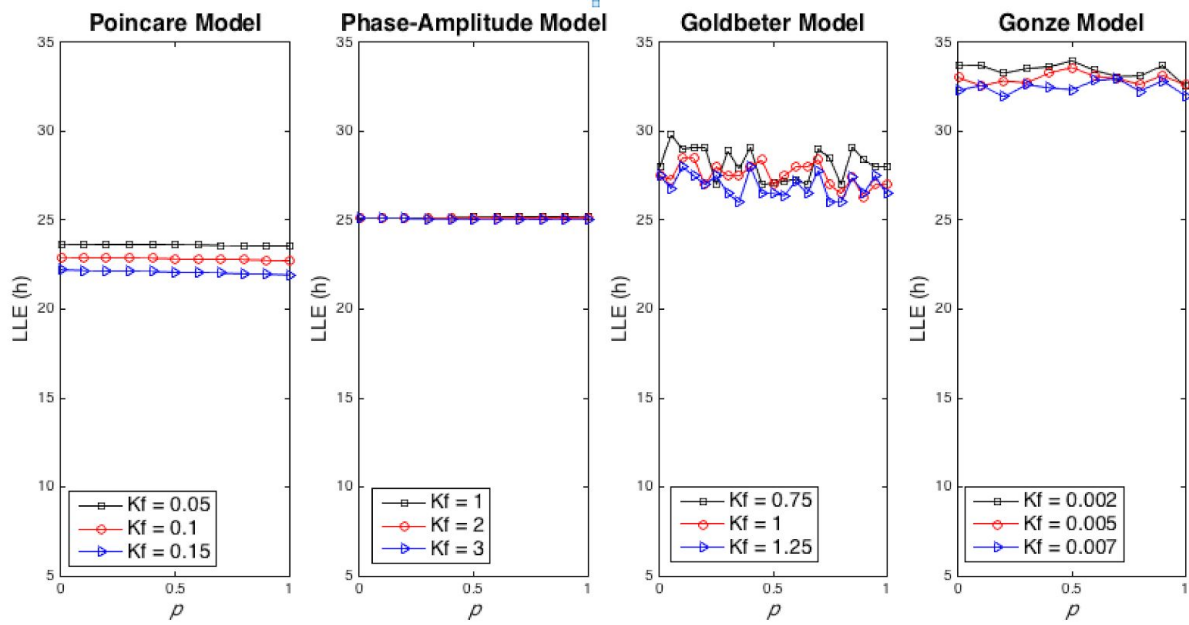 Poincare Model
35
30
25
20
15
10
5
LLE (h)
0
0.5
1
p
Kf = 0.05
Kf = 0.1
Kf = 0.15
Phase-Amplitude Model
35
30
25
20
15
10
5
LLE (h)
0
0.5
1
p
Kf = 1
Kf = 2
Kf = 3
Goldbeter Model
35
30
25
20
15
10
5
LLE (h)
0
0.5
1
p
Kf = 0.75
Kf = 1
Kf = 1.25
Gonze Model
35
30
25
20
15
10
5
LLE (h)
0
0.5
1
p
Kf = 0.002
Kf = 0.005
Kf = 0.007